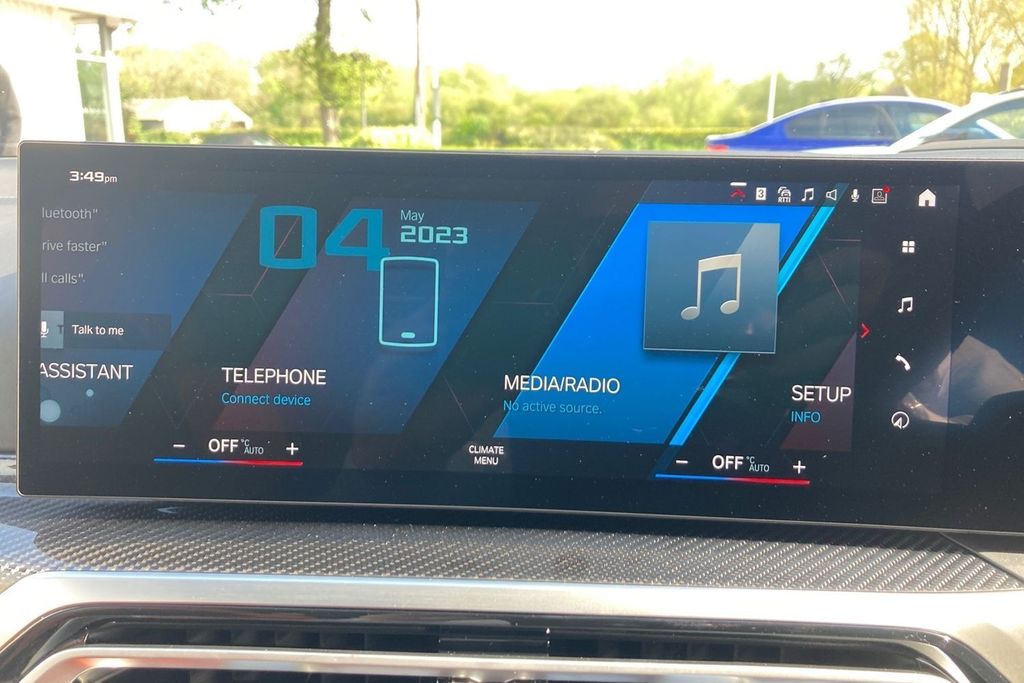 3:49pm
3
RTTI
luetooth"
rive faster"
ll calls"
Talk to me
ASSISTANT
04
May
2023
TELEPHONE
Connect device
MEDIA/RADIO
No active source.
SETUP
INFO
- OFF °C AUTO +
CLIMATE
MENU
- OFF °C AUTO +